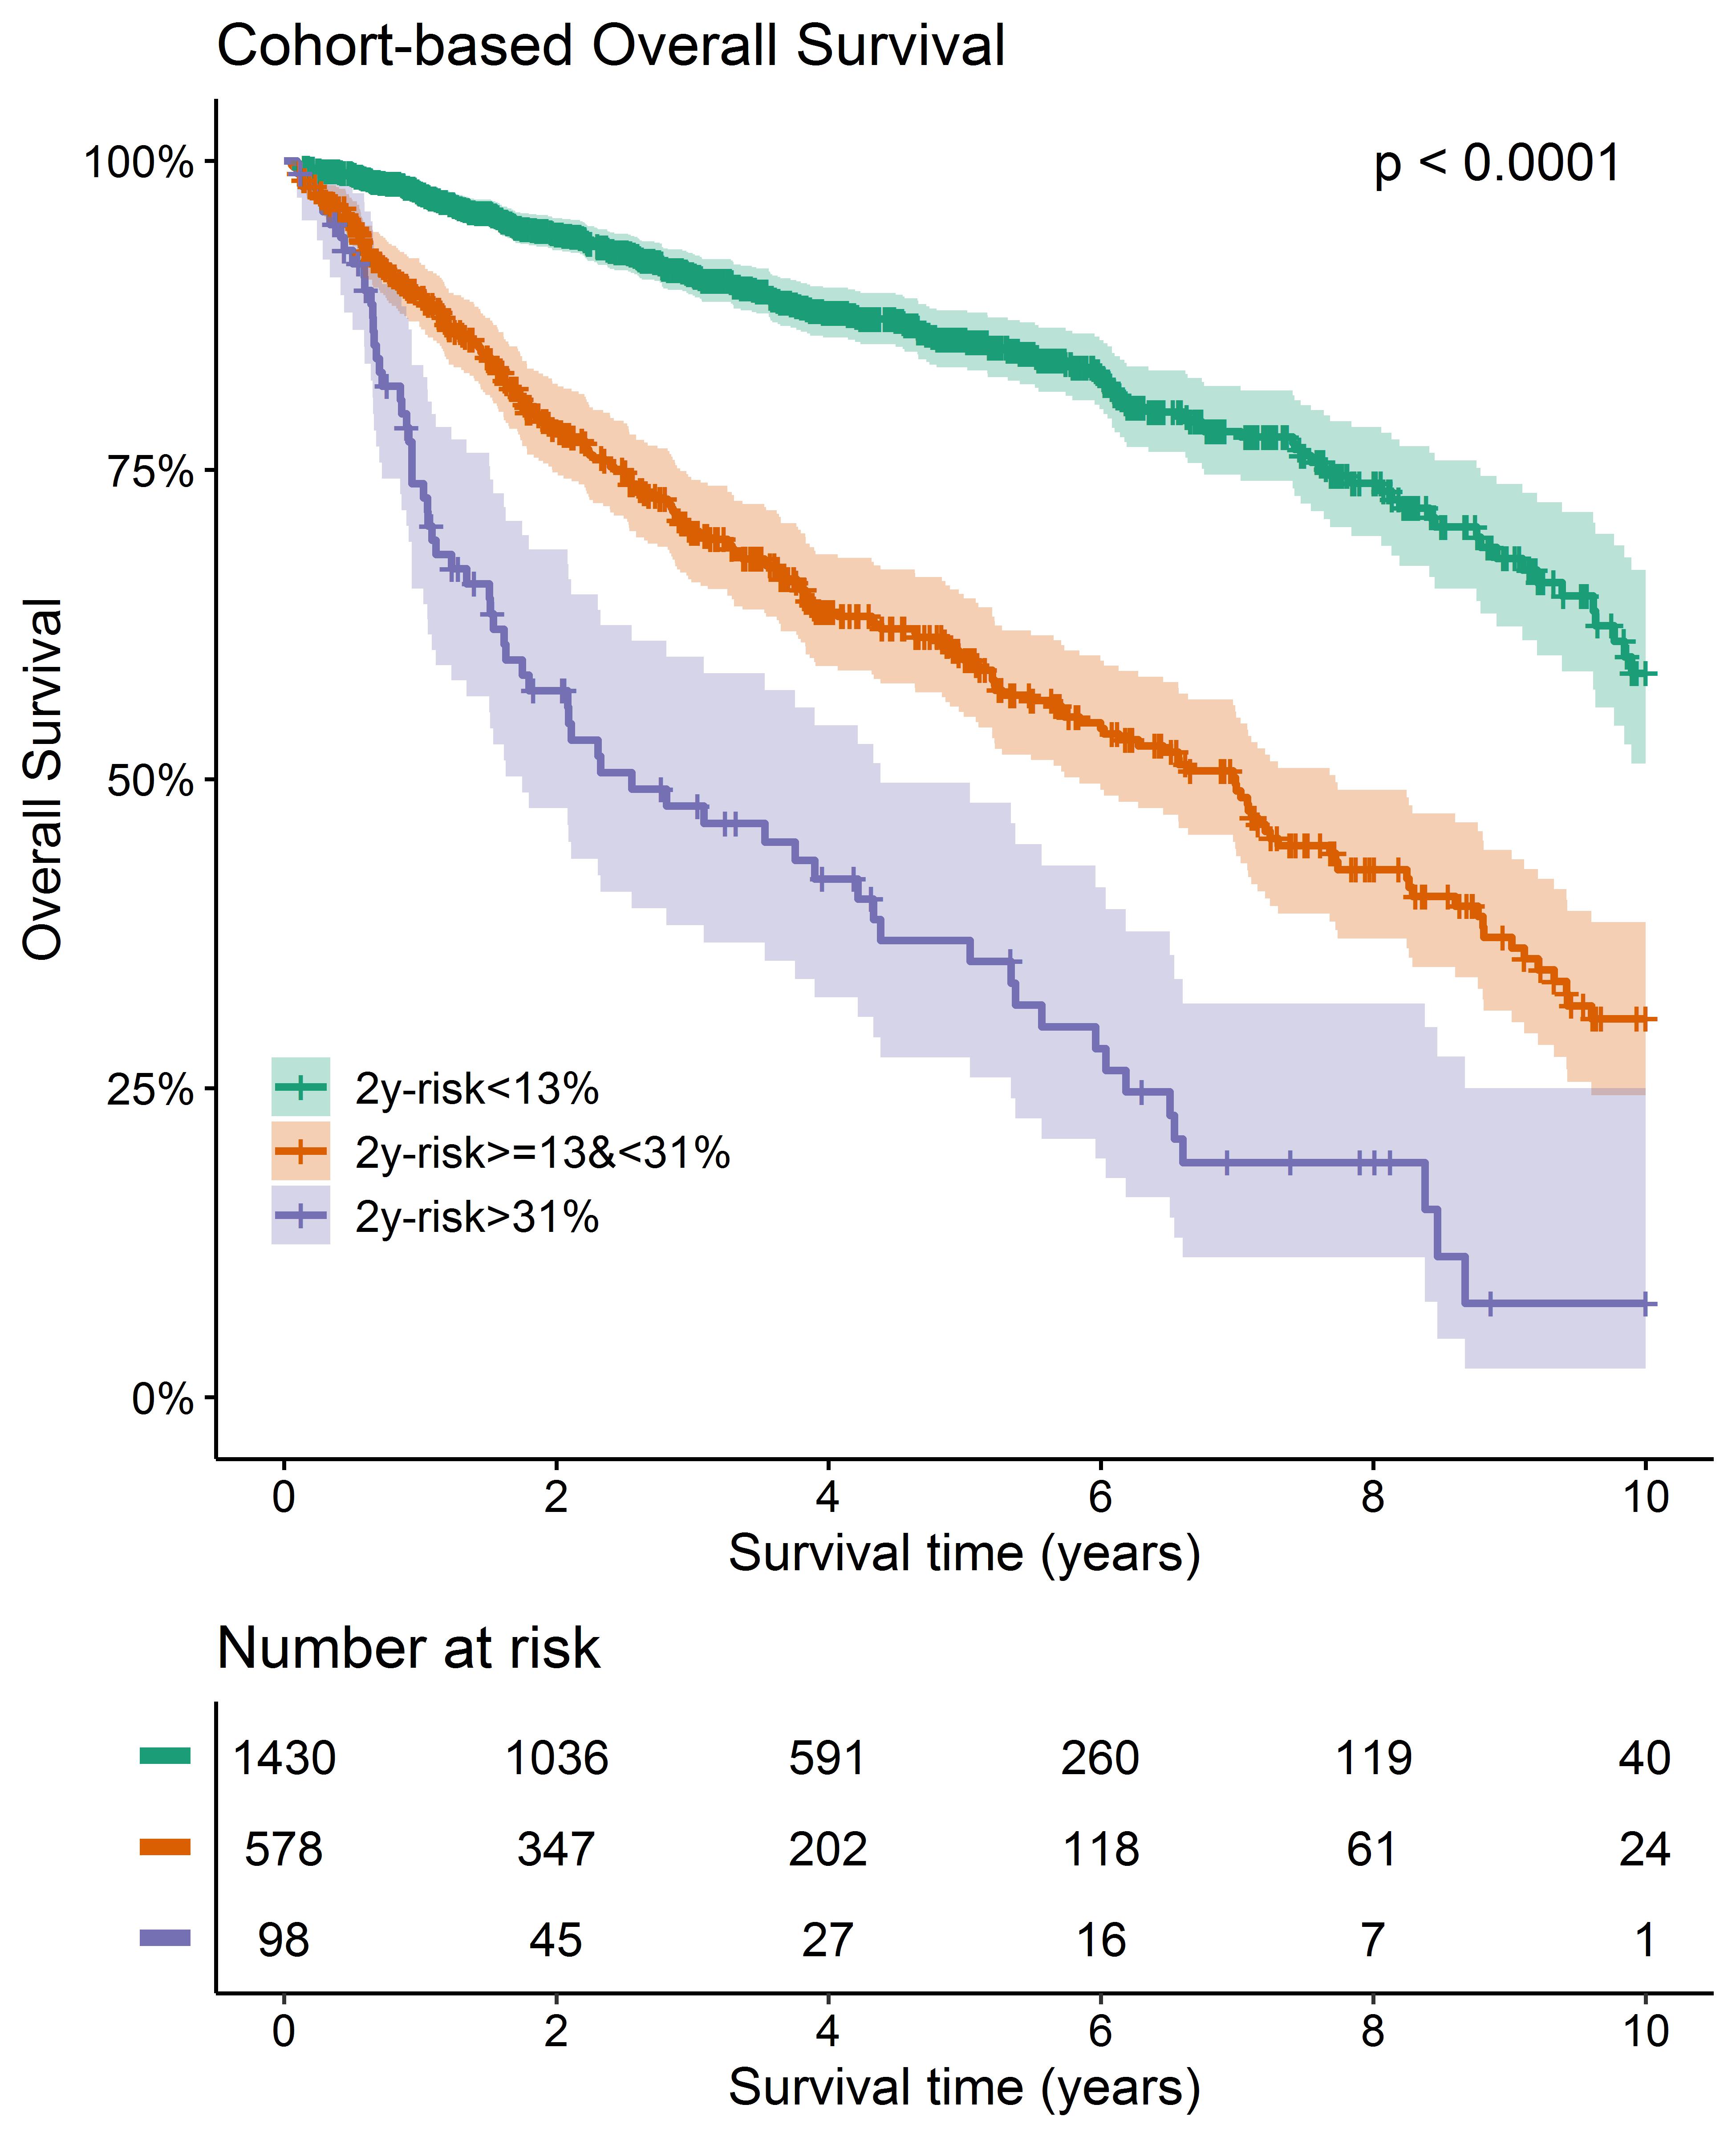 Cohort-based Overall Survival
p < 0.0001
100%
75%
50%
25%
0%
Overall Survival
2y-risk<13%
2y-risk>=13&<31%
2y-risk>31%
0 2 4 6 8 10
Survival time (years)
Number at risk
1430 1036 591 260 119 40
578 347 202 118 61 24
98 45 27 16 7 1
0 2 4 6 8 10
Survival time (years)